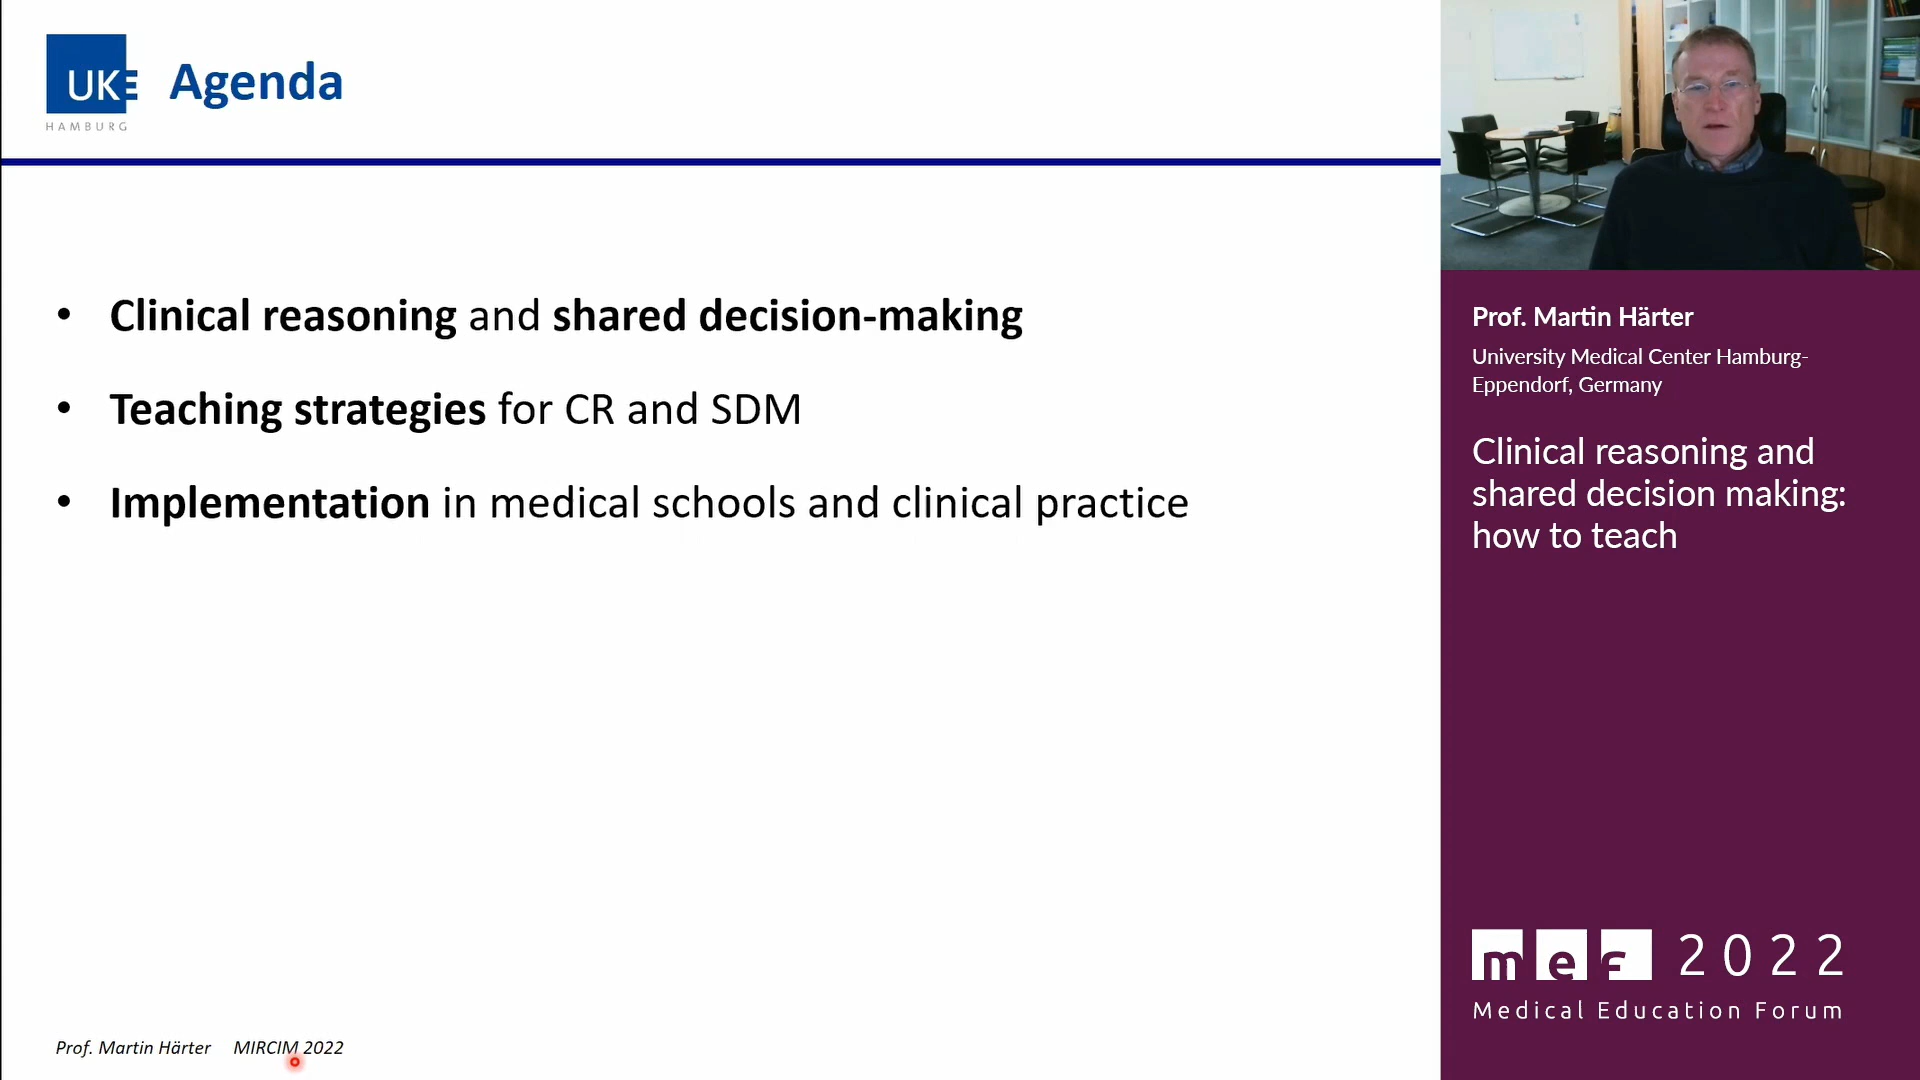 UKE
HAMBURG
Agenda
• Clinical reasoning and shared decision-making
• Teaching strategies for CR and SDM
• Implementation in medical schools and clinical practice
Prof. Martin Härter MIRCIM 2022
Prof. Martin Härter
University Medical Center Hamburg-
Eppendorf, Germany
Clinical reasoning and
shared decision making:
how to teach
mef 2022
Medical Education Forum